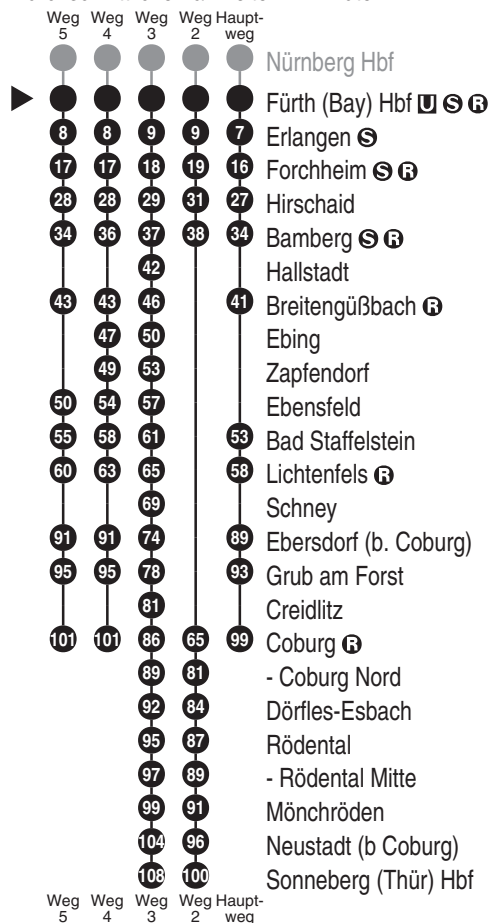 Weg 5 Weg 4 Weg 3 Weg 2 Haupt-weg
Nürnberg Hbf
Fürth (Bay) Hbf U S R
8 8 9 9 7 Erlangen S
17 17 18 19 16 Forchheim S R
28 28 29 31 27 Hirschaid
34 36 37 38 34 Bamberg S R
42 Hallstadt
43 43 46 41 Breitengüßbach R
47 50 Ebing
49 53 Zapfendorf
50 54 57 Ebensfeld
55 58 61 53 Bad Staffelstein
60 63 65 58 Lichtenfels R
69 Schney
91 91 74 89 Ebersdorf (b. Coburg)
95 95 78 93 Grub am Forst
81 Creidlitz
101 101 86 65 99 Coburg R
89 81 - Coburg Nord
92 84 Dörfles-Esbach
95 87 Rödental
97 89 - Rödental Mitte
99 91 Mönchröden
104 96 Neustadt (b Coburg)
108 100 Sonneberg (Thür) Hbf
Weg 5 Weg 4 Weg 3 Weg 2 Haupt-weg